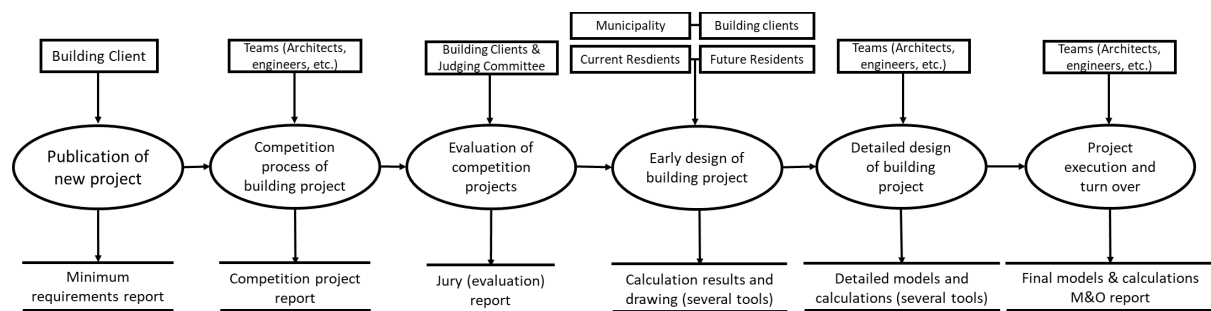 Municipality
Building clients
Building Client
Teams (Architects,
engineers, etc.)
Building Clients &
Judging Committee
Current Resdients
Future Residents
Teams (Architects,
engineers, etc.)
Teams (Architects,
engineers, etc.)
Publication of
new project
Competition
process of
building project
Evaluation of
competition
projects
Early design of
building project
Detailed design
of building
project
Project
execution and
turn over
Minimum
requirements report
Competition project
report
Jury (evaluation)
report
Calculation results and
drawing (several tools)
Detailed models and
calculations (several tools)
Final models & calculations
M&O report